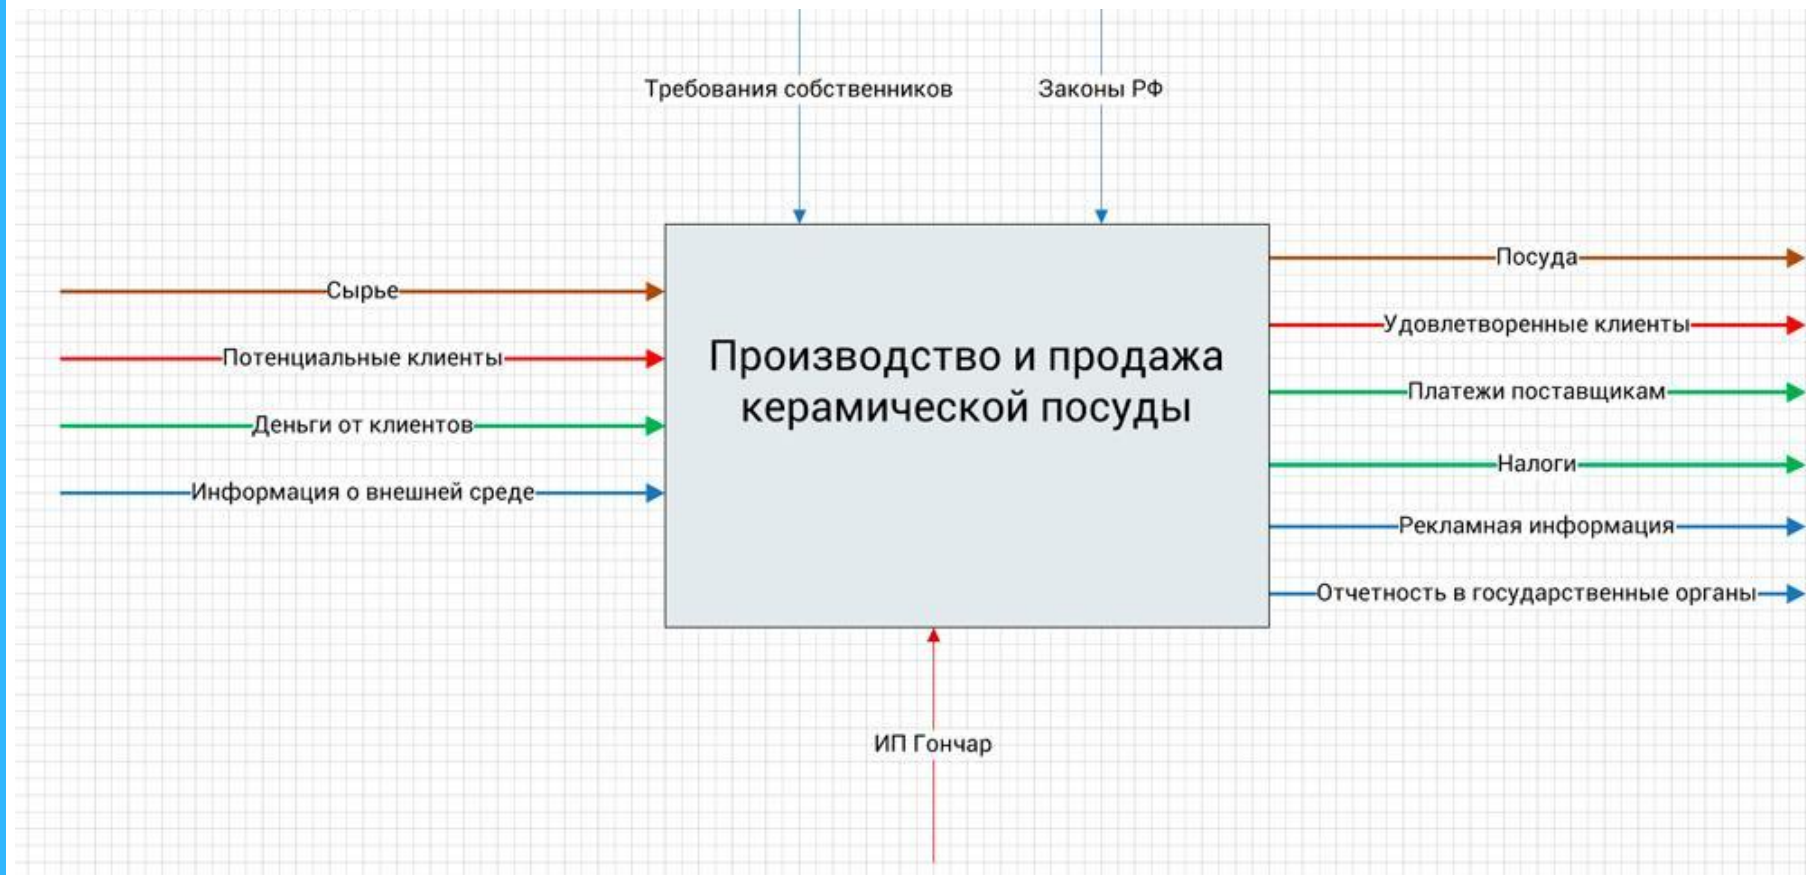 Требования собственников
Законы РФ
Сырье
Потенциальные клиенты
Деньги от клиентов
Информация о внешней среде
Производство и продажа
керамической посуды
Посуда
Удовлетворенные клиенты
Платежи поставщикам
Налоги
Рекламная информация
Отчетность в государственные органы
ИП Гончар